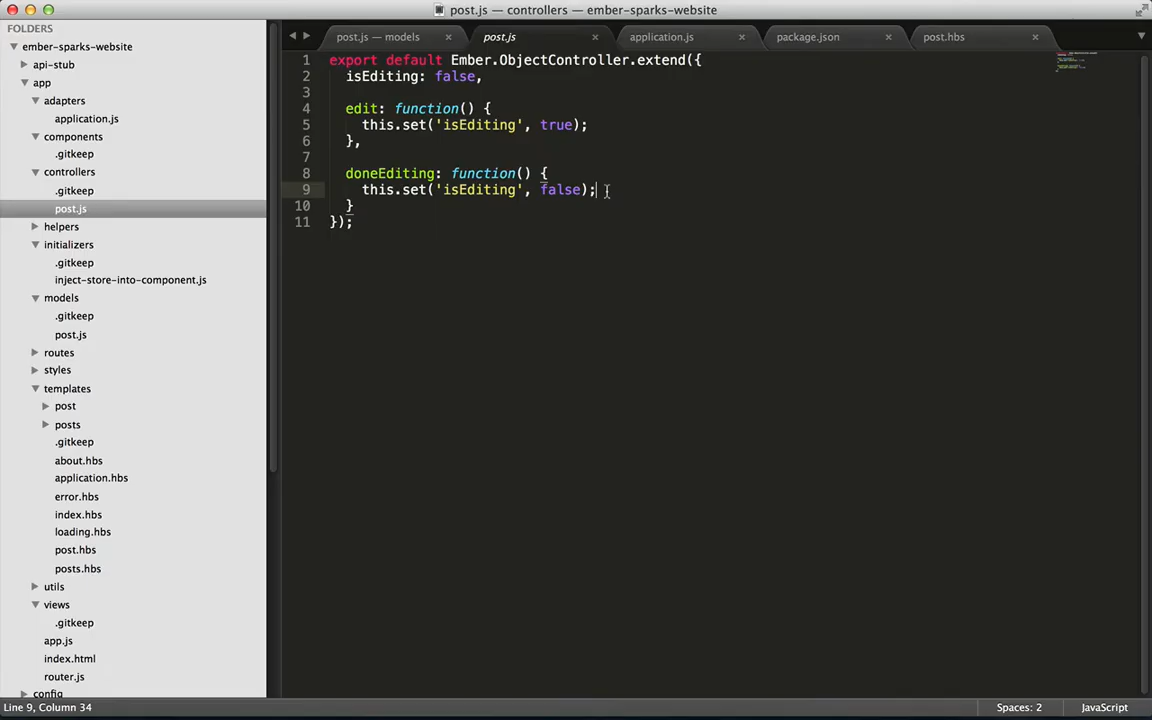 post.js — controllers — ember-sparks-website
FOLDERS
ember-sparks-website
api-stub
app
adapters
application.js
components
.gitkeep
controllers
.gitkeep
post.js
helpers
initializers
.gitkeep
inject-store-into-component.js
models
.gitkeep
post.js
routes
styles
templates
post
posts
.gitkeep
about.hbs
application.hbs
error.hbs
index.hbs
loading.hbs
post.hbs
posts.hbs
utils
views
.gitkeep
app.js
index.html
router.js
config
post.js — models × post.js × application.js × package.json × post.hbs ×
1 export default Ember.ObjectController.extend({
2 isEditing: false,
3
4 edit: function() {
5 this.set('isEditing', true);
6 },
7
8 doneEditing: function() {
9 this.set('isEditing', false);
10 }
11 });
Line 9, Column 34
Spaces: 2
JavaScript